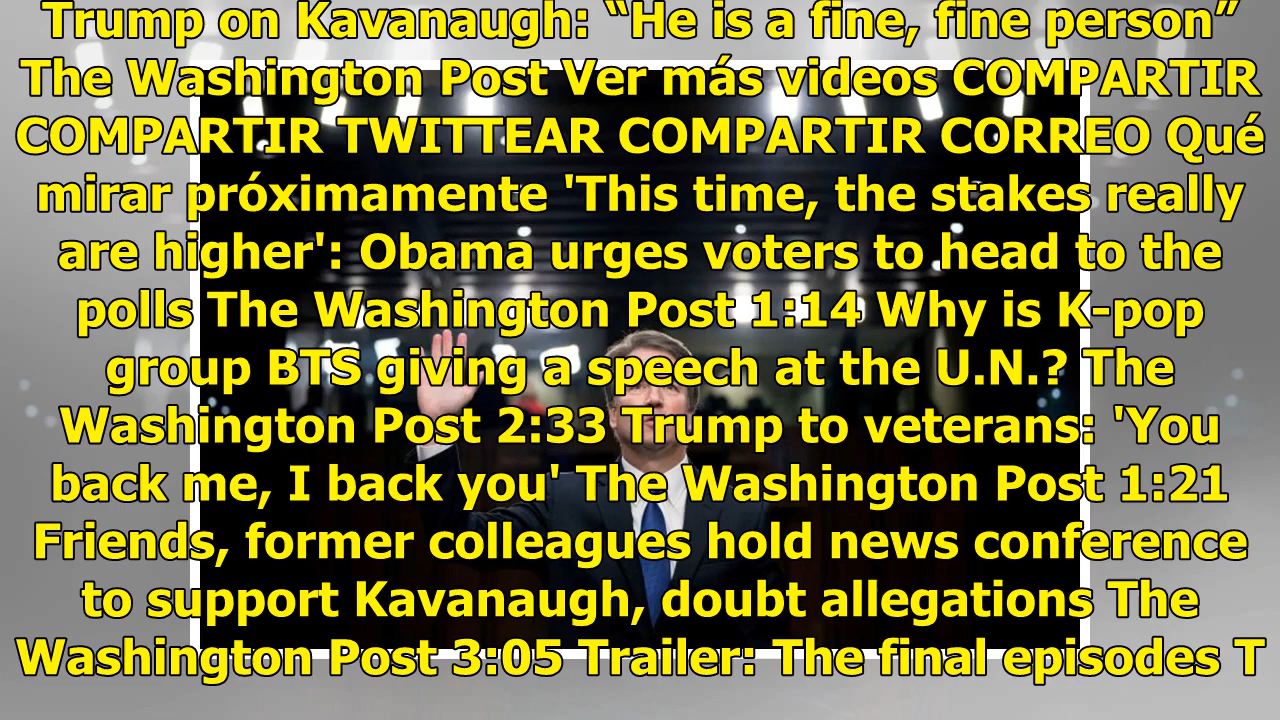 Trump on Kavanaugh: “He is a fine, fine person”
The Washington Post Ver más videos COMPARTIR
COMPARTIR TWITTEAR COMPARTIR CORREO Qué
mirar próximamente 'This time, the stakes really
are higher': Obama urges voters to head to the
polls The Washington Post 1:14 Why is K-pop
group BTS giving a speech at the U.N.? The
Washington Post 2:33 Trump to veterans: 'You
back me, I back you' The Washington Post 1:21
Friends, former colleagues hold news conference
to support Kavanaugh, doubt allegations The
Washington Post 3:05 Trailer: The final episodes T